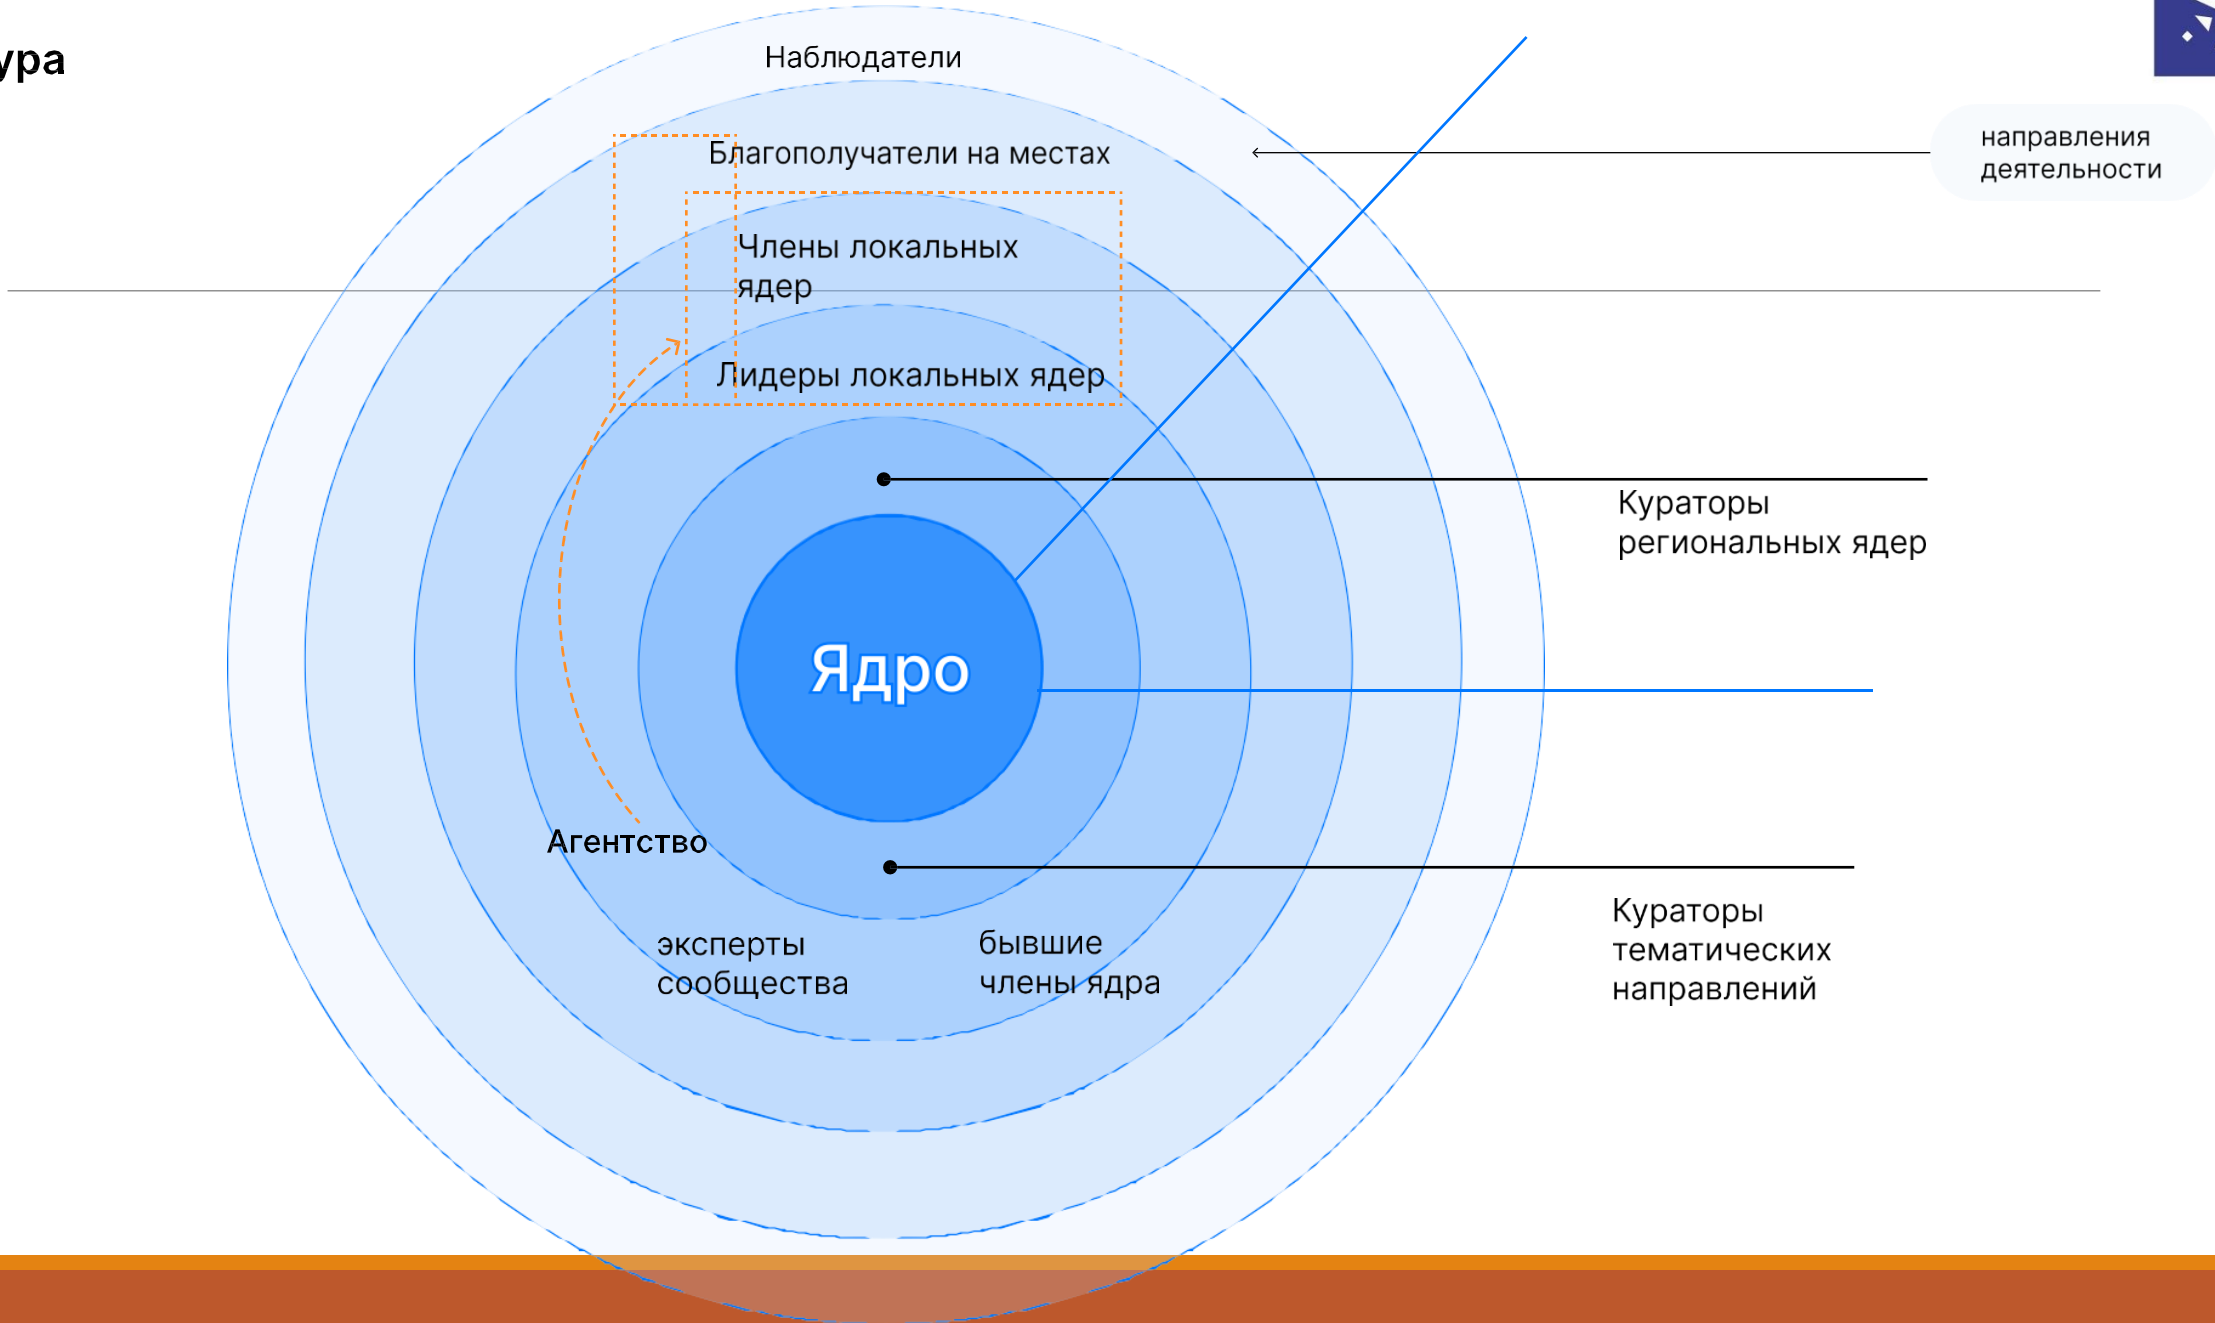 ура
Наблюдатели
направления
деятельности
Благополучатели на местах
Члены локальных
ядер
Лидеры локальных ядер
Кураторы
региональных ядер
Ядро
Агентство
эксперты
сообщества
бывшие
члены ядра
Кураторы
тематических
направлений